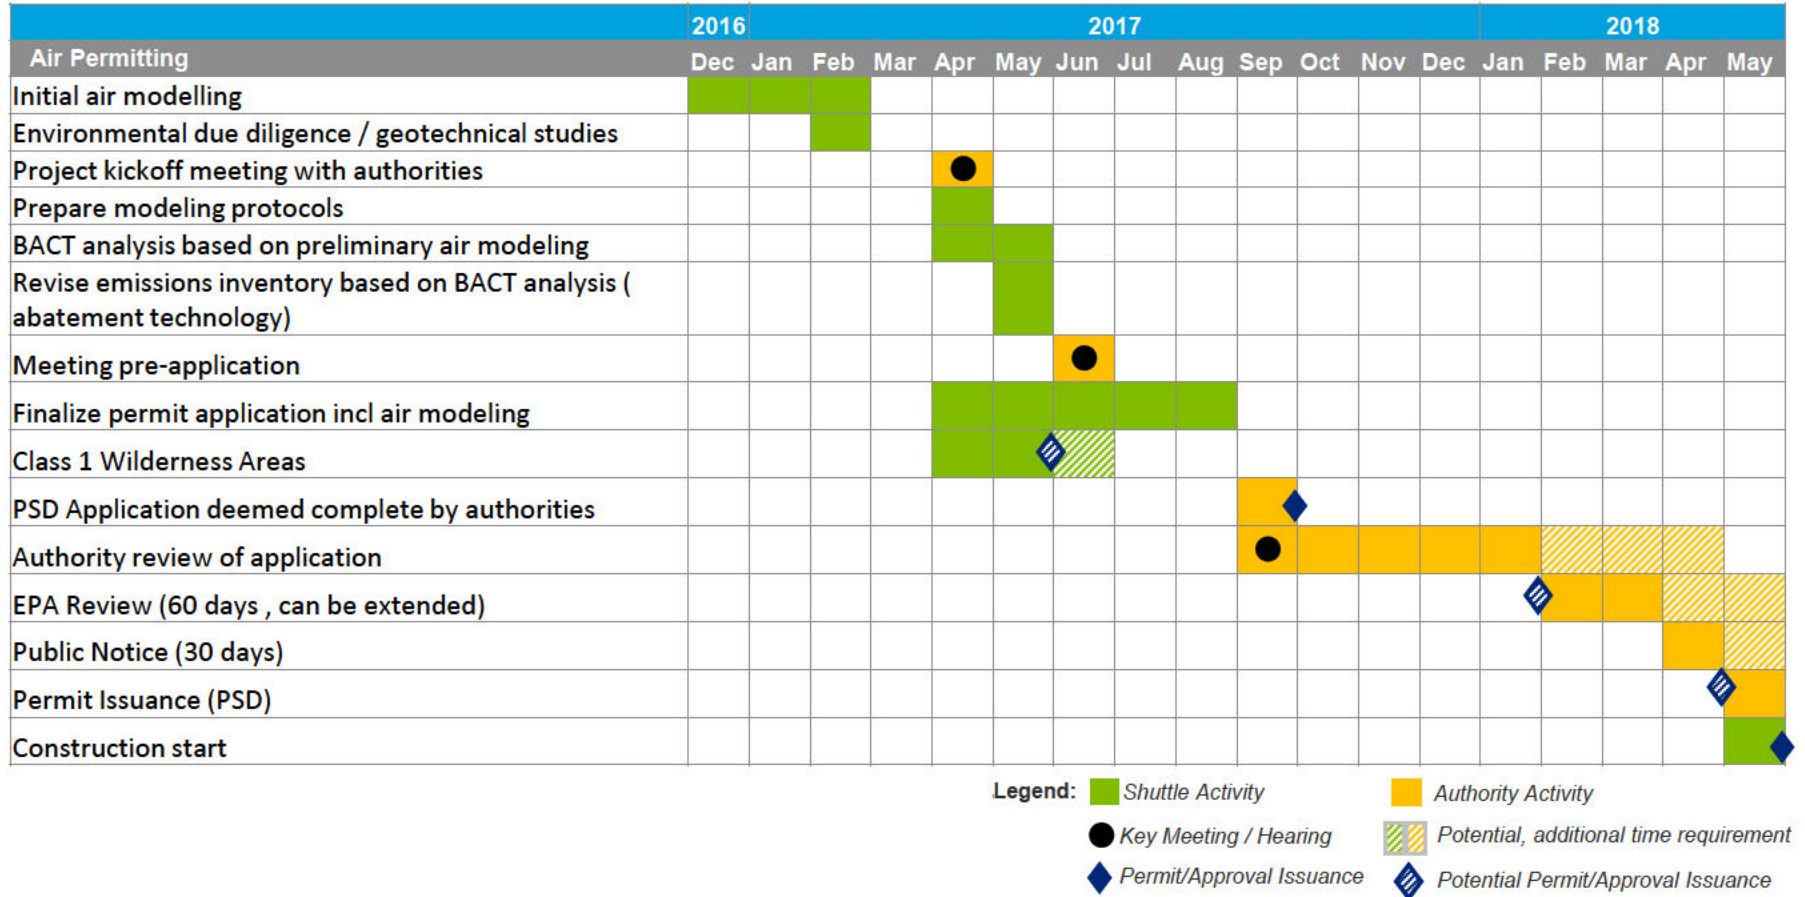 2016 2017 2018
Air Permitting Dec Jan Feb Mar Apr May Jun Jul Aug Sep Oct Nov Dec Jan Feb Mar Apr May
Initial air modelling
Environmental due diligence / geotechnical studies
Project kickoff meeting with authorities
Prepare modeling protocols
BACT analysis based on preliminary air modeling
Revise emissions inventory based on BACT analysis (
abatement technology)
Meeting pre-application
Finalize permit application incl air modeling
Class 1 Wilderness Areas
PSD Application deemed complete by authorities
Authority review of application
EPA Review (60 days , can be extended)
Public Notice (30 days)
Permit Issuance (PSD)
Construction start
Legend: Shuttle Activity Authority Activity
Key Meeting / Hearing Potential, additional time requirement
Permit/Approval Issuance Potential Permit/Approval Issuance